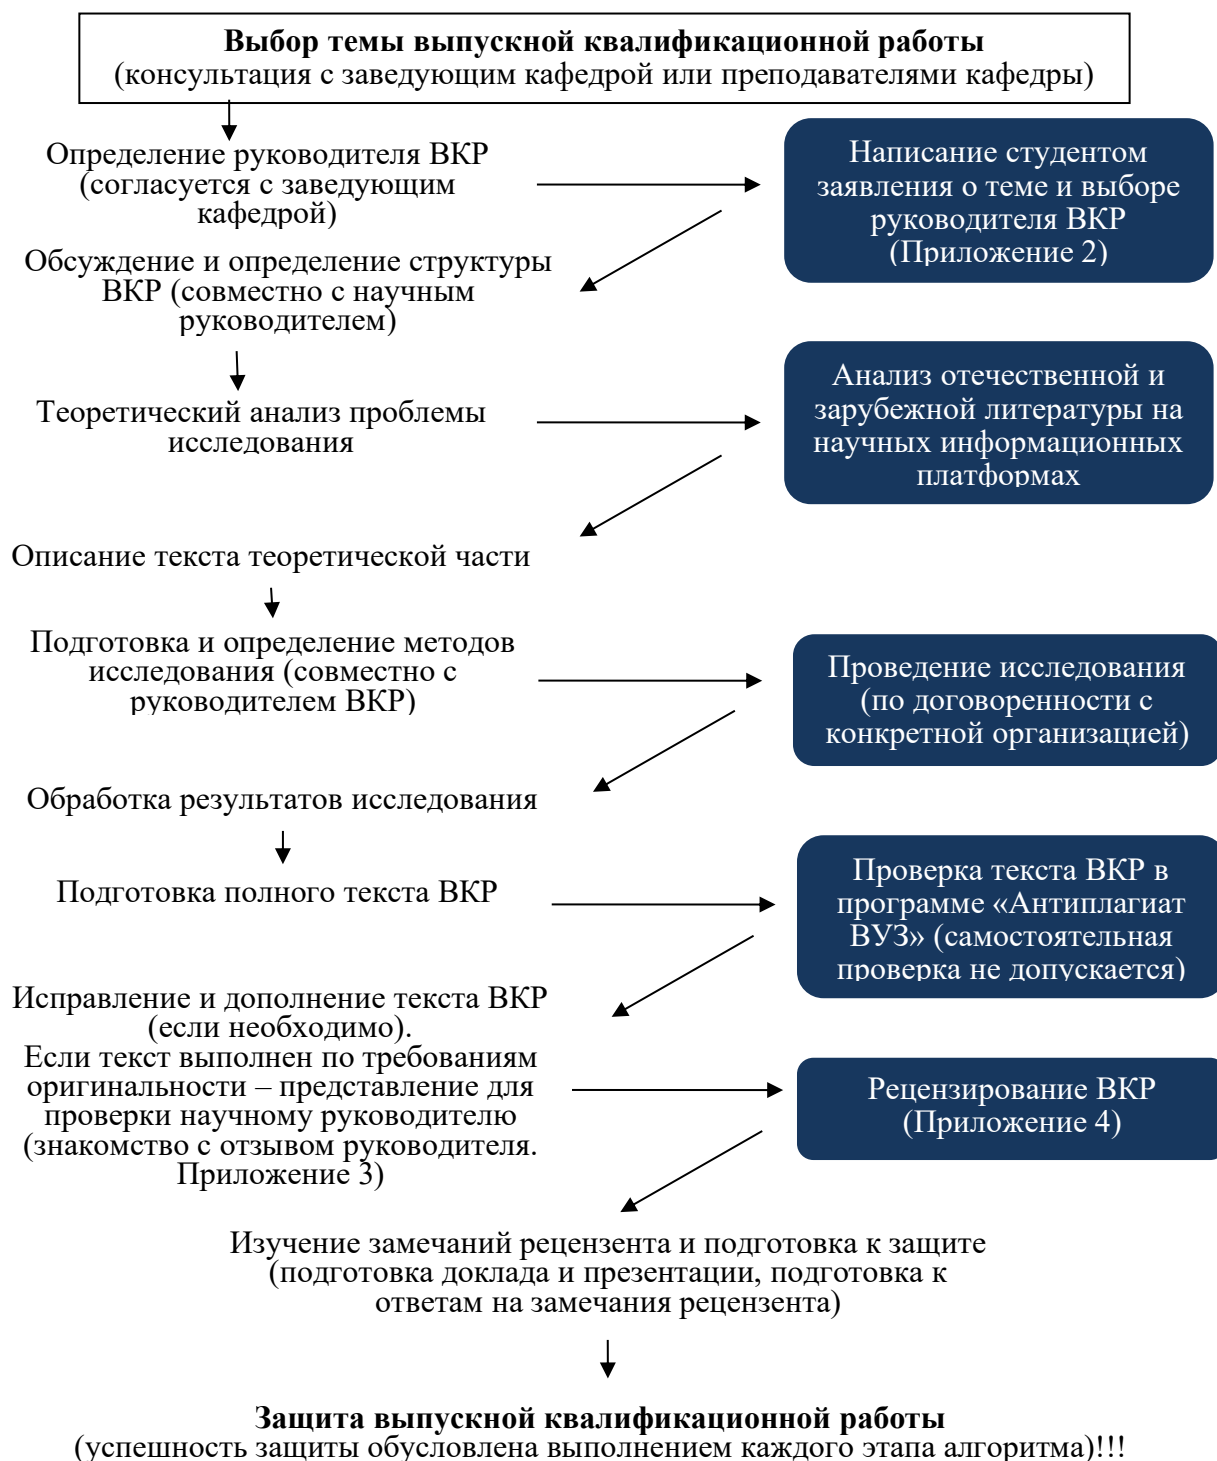 Выбор темы выпускной квалификационной работы
(консультация с заведующим кафедрой или преподавателями кафедры)
Определение руководителя ВКР
(согласуется с заведующим
кафедрой)
Написание студентом
заявления о теме и выборе
руководителя ВКР
(Приложение 2)
Обсуждение и определение структуры
ВКР (совместно с научным
руководителем)
Теоретический анализ проблемы
исследования
Анализ отечественной и
зарубежной литературы на
научных информационных
платформах
Описание текста теоретической части
Подготовка и определение методов
исследования (совместно с
руководителем ВКР)
Проведение исследования
(по договоренности с
конкретной организацией)
Обработка результатов исследования
Подготовка полного текста ВКР
Проверка текста ВКР в
программе «Антиплагиат
ВУЗ» (самостоятельная
проверка не допускается)
Исправление и дополнение текста ВКР
(если необходимо).
Если текст выполнен по требованиям
оригинальности – представление для
проверки научному руководителю
(знакомство с отзывом руководителя.
Приложение 3)
Рецензирование ВКР
(Приложение 4)
Изучение замечаний рецензента и подготовка к защите
(подготовка доклада и презентации, подготовка к
ответам на замечания рецензента)
Защита выпускной квалификационной работы
(успешность защиты обусловлена выполнением каждого этапа алгоритма)!!!